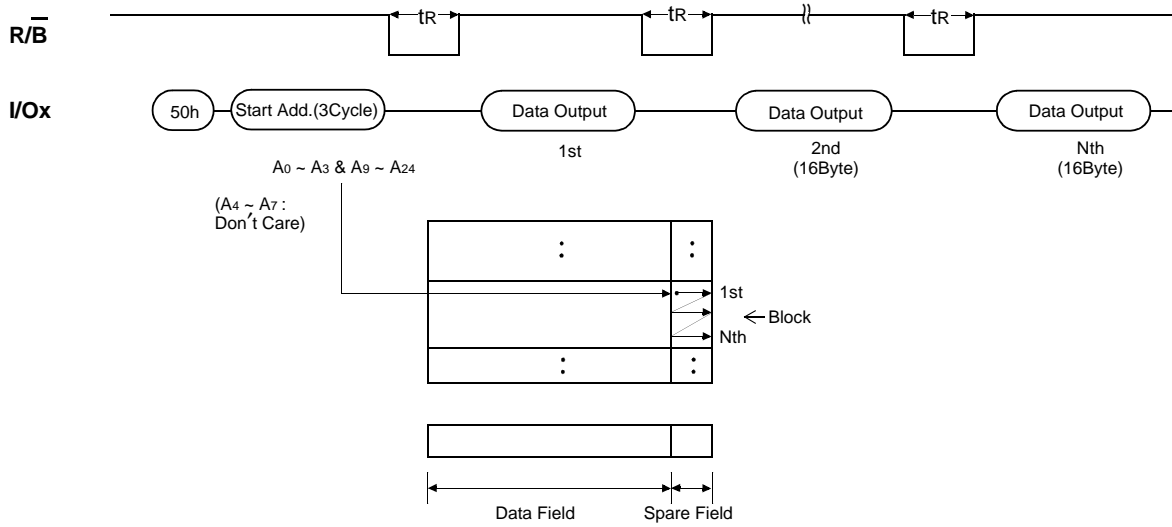 R/B
tR
tR
tR
I/Ox
50h
Start Add.(3Cycle)
Data Output
Data Output
Data Output
1st
2nd
(16Byte)
Nth
(16Byte)
A0 ~ A3 & A9 ~ A24
(A4 ~ A7 :
Don′t Care)
1st
Block
Nth
Data Field
Spare Field